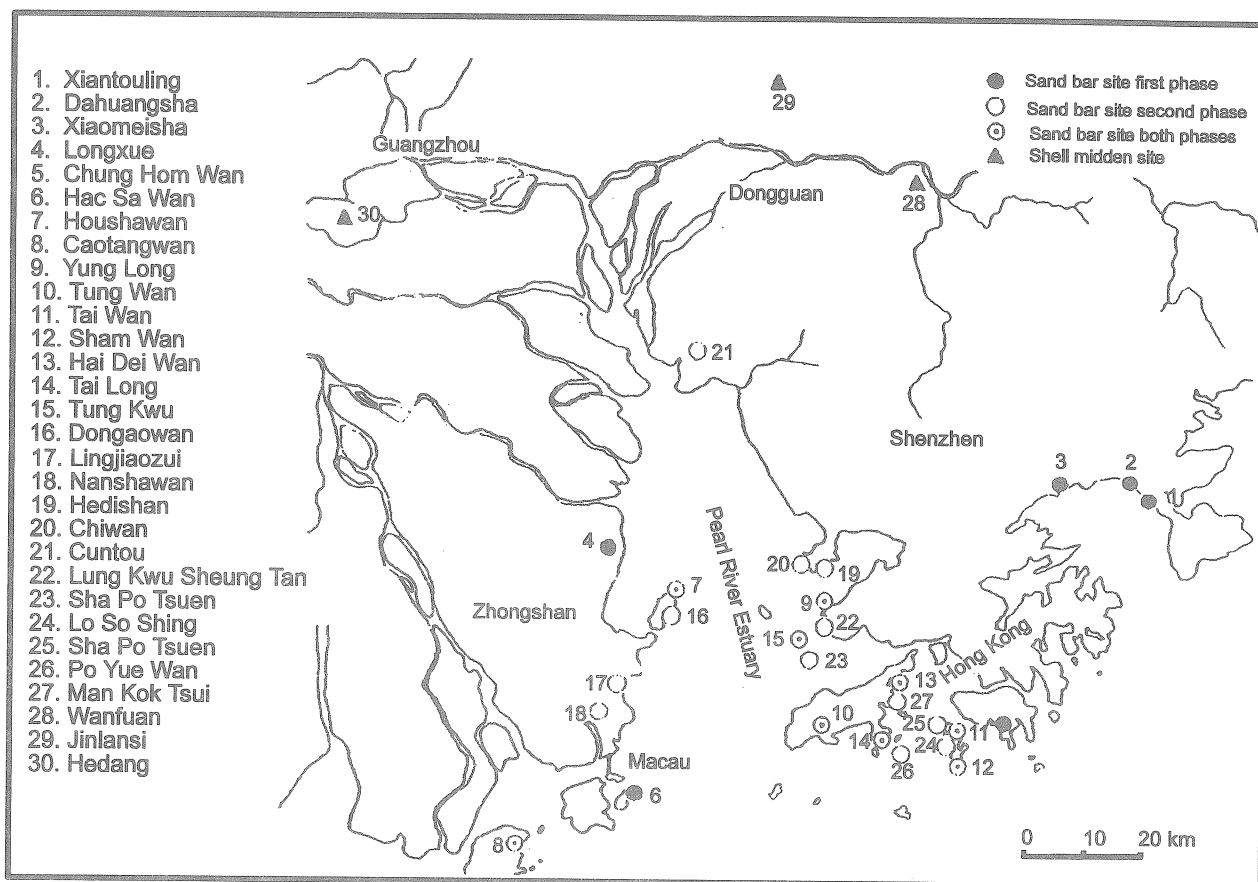 1. Xiantouling
2. Dahuangsha
3. Xiaomeisha
4. Longxue
5. Chung Hom Wan
6. Hac Sa Wan
7. Houshawan
8. Caotangwan
9. Yung Long
10. Tung Wan
11. Tai Wan
12. Sham Wan
13. Hai Dei Wan
14. Tai Long
15. Tung Kwu
16. Dongaowan
17. Lingjiaozui
18. Nanshawan
19. Hedishan
20. Chiwan
21. Cuntou
22. Lung Kwu Sheung Tan
23. Sha Po Tsuen
24. Lo So Shing
25. Sha Po Tsuen
26. Po Yue Wan
27. Man Kok Tsui
28. Wanfuan
29. Jinlansi
30. Hedang
Sand bar site first phase
Sand bar site second phase
Sand bar site both phases
Shell midden site
29
Guangzhou
Dongguan
28
30
21
Shenzhen
3
2
1
4
Pearl River Estuary
20
19
7
Zhongshan
16
9
22
15
23
Hong Kong
17
13
27
18
10
25
11
14
24
26
12
Macau
6
8
0 10 20 km